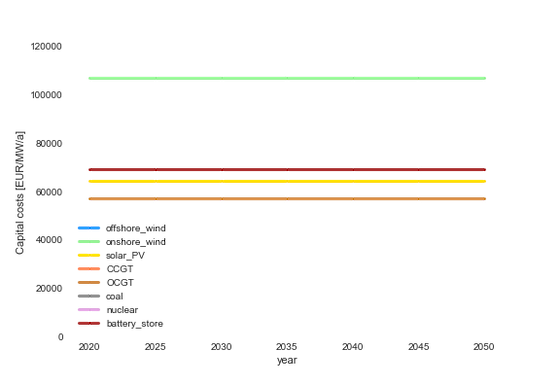 Capital costs [EUR/MW/a]
120000
100000
80000
60000
40000
20000
0
offshore_wind
onshore_wind
solar_PV
CCGT
OCGT
coal
nuclear
battery_store
2020 2025 2030 2035 2040 2045 2050
year